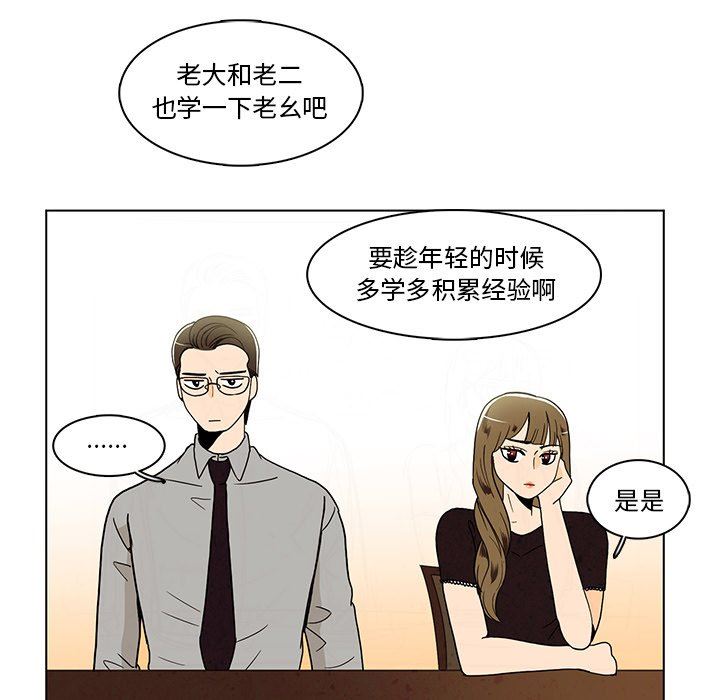 老大和老二
也学一下老幺吧
要趁年轻的时候
多学多积累经验啊
……
是是